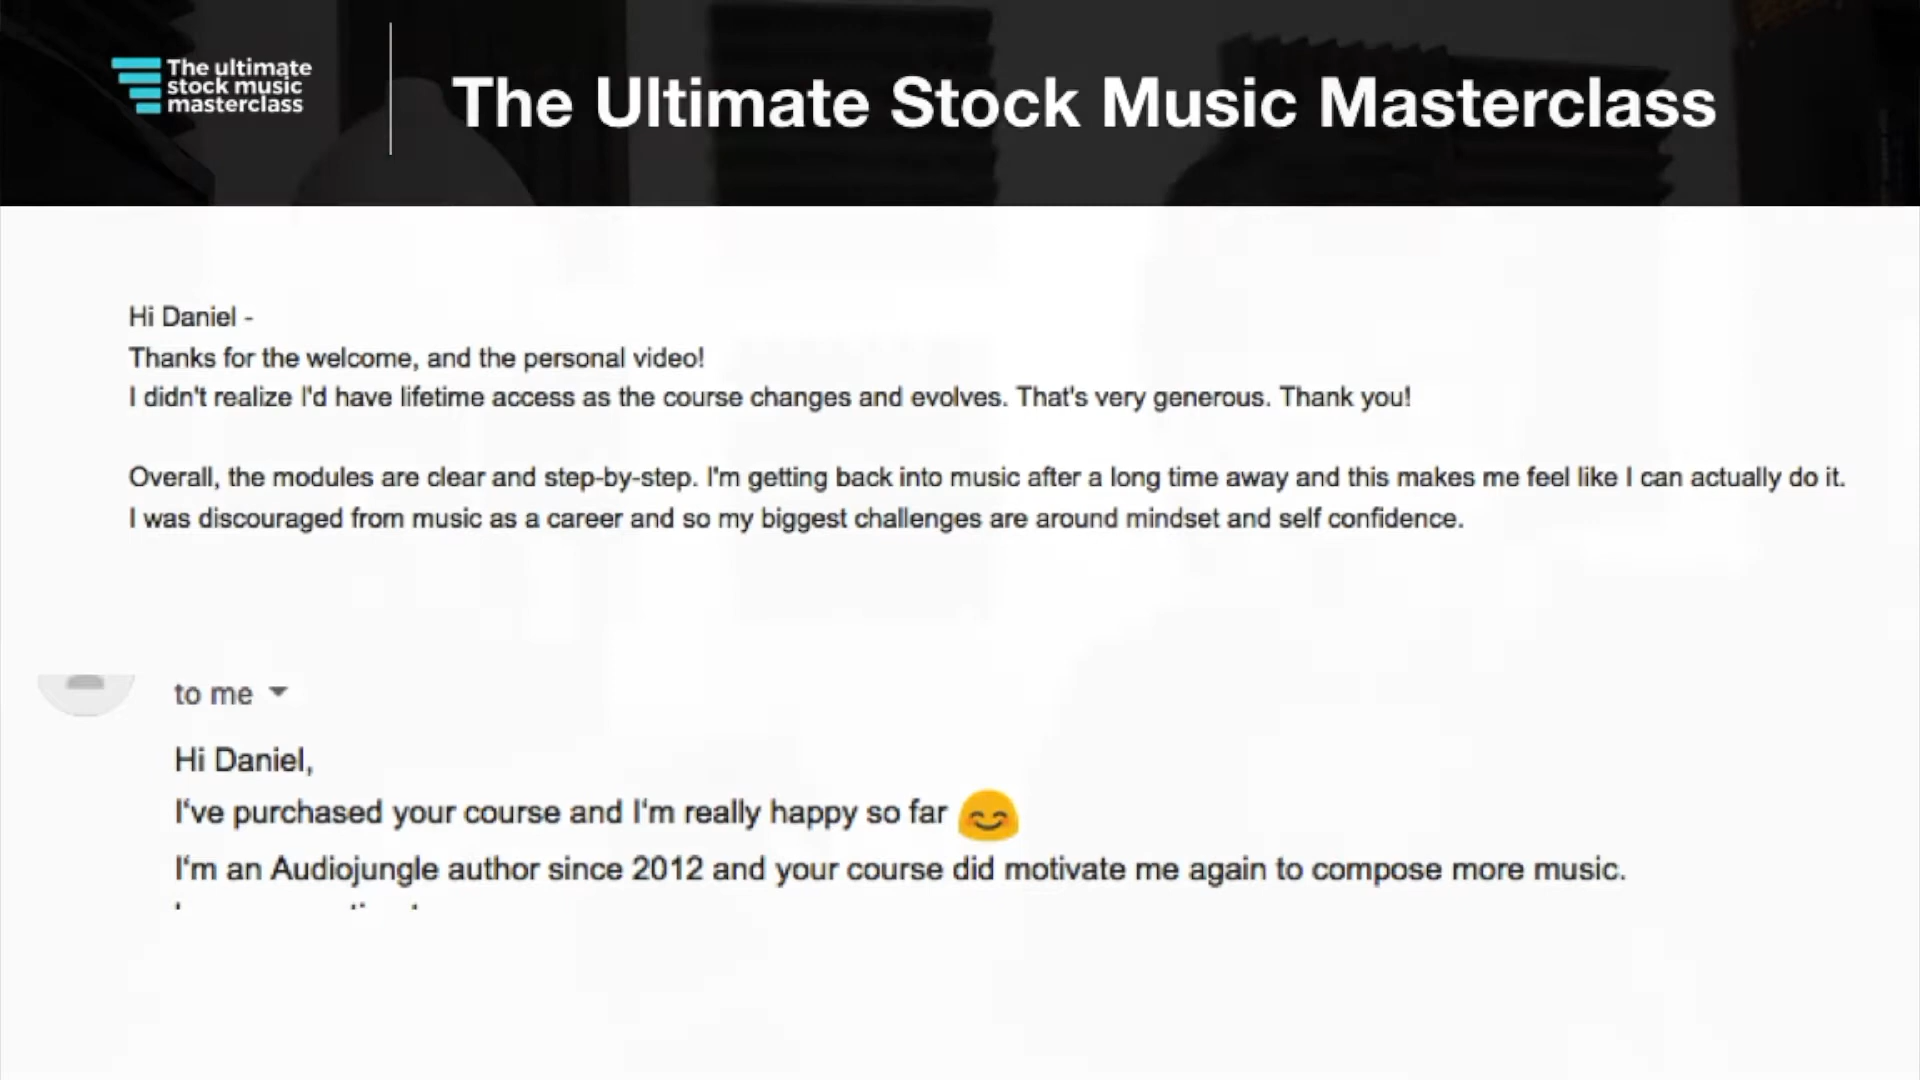 The ultimate
stock music
masterclass
The Ultimate Stock Music Masterclass
Hi Daniel -
Thanks for the welcome, and the personal video!
I didn't realize I'd have lifetime access as the course changes and evolves. That's very generous. Thank you!
Overall, the modules are clear and step-by-step. I'm getting back into music after a long time away and this makes me feel like I can actually do it.
I was discouraged from music as a career and so my biggest challenges are around mindset and self confidence.
to me
Hi Daniel,
I've purchased your course and I'm really happy so far 😊
I'm an Audiojungle author since 2012 and your course did motivate me again to compose more music.